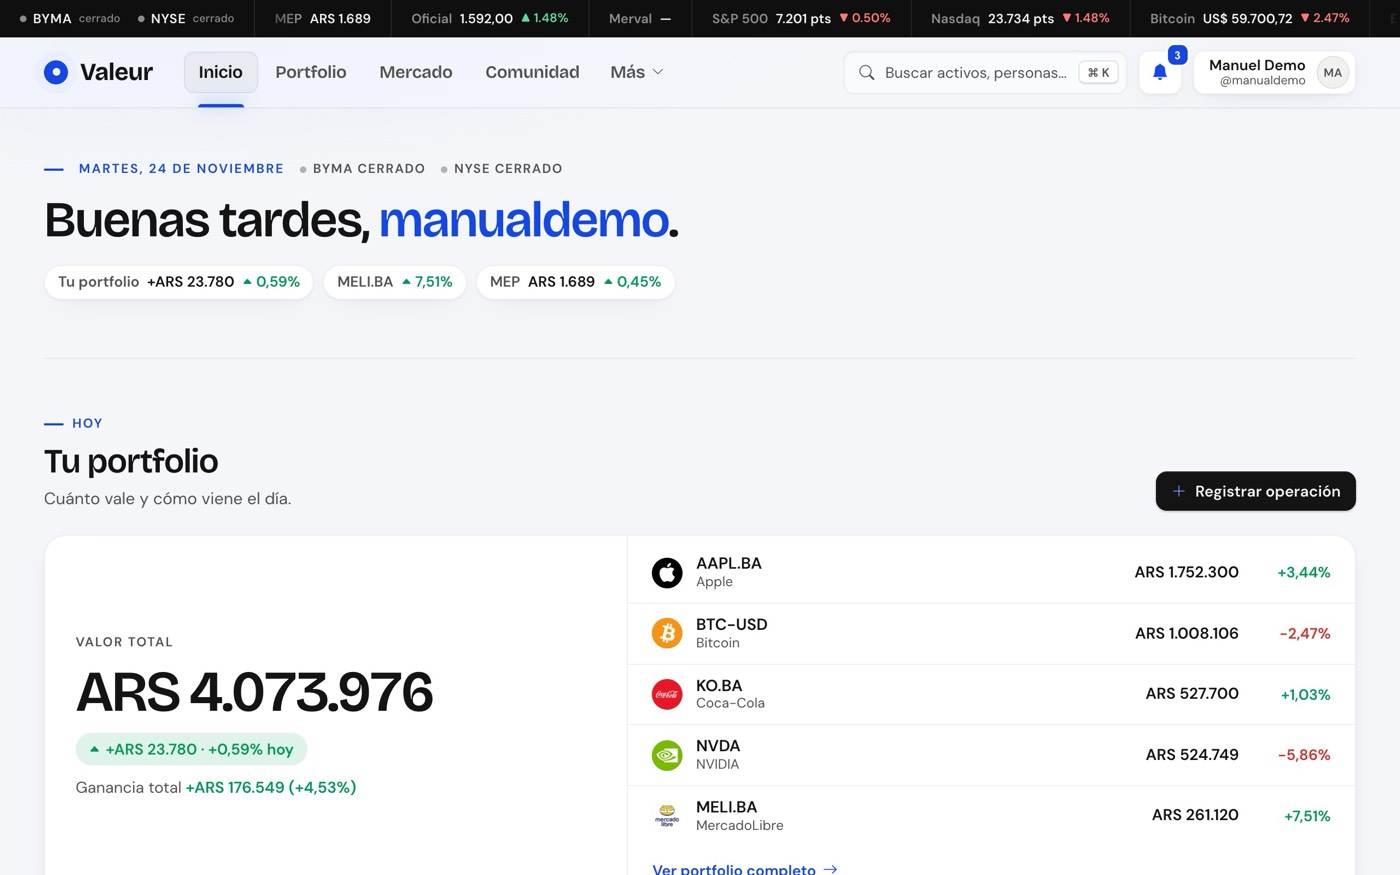 BYMA cerrado NYSE cerrado MEP ARS 1.689 Oficial 1.592,00 ▲ 1.48% Merval — S&P 500 7.201 pts ▼ 0.50% Nasdaq 23.734 pts ▼ 1.48% Bitcoin US$ 59.700,72 ▼ 2.47%
Valeur Inicio Portfolio Mercado Comunidad Más Buscar activos, personas... ⌘ K 3 Manuel Demo
@manualdemo MA
MARTES, 24 DE NOVIEMBRE BYMA CERRADO NYSE CERRADO
Buenas tardes, manualdemo.
Tu portfolio +ARS 23.780 ▲ 0,59% MELI.BA ▲ 7,51% MEP ARS 1.689 ▲ 0,45%
HOY
Tu portfolio
Cuánto vale y cómo viene el día.
+ Registrar operación
VALOR TOTAL
ARS 4.073.976
▲ +ARS 23.780 · +0,59% hoy
Ganancia total +ARS 176.549 (+4,53%)
AAPL.BA ARS 1.752.300 +3,44%
Apple
BTC-USD ARS 1.008.106 -2,47%
Bitcoin
Coca-Cola KO.BA ARS 527.700 +1,03%
Coca-Cola
NVDA ARS 524.749 -5,86%
NVIDIA
mercado libre MELI.BA ARS 261.120 +7,51%
MercadoLibre
Ver portfolio completo →